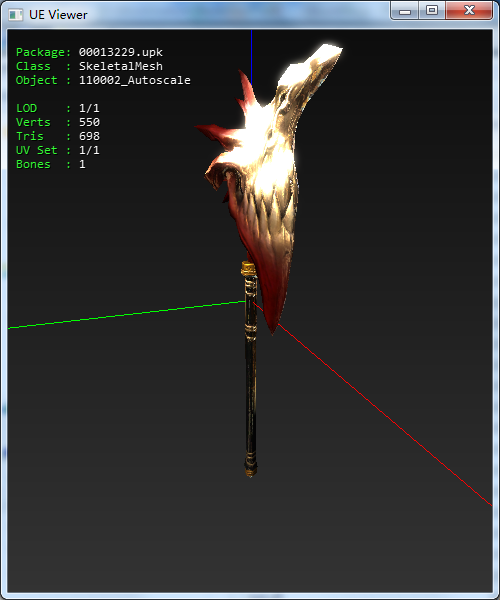 UE Viewer
Package: 00013229.upk
Class : SkeletalMesh
Object : 110002_Autoscale
LOD : 1/1
Verts : 550
Tris : 698
UV Set : 1/1
Bones : 1